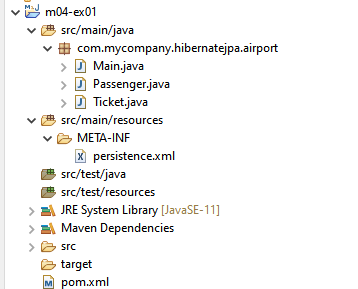 m04-ex01
src/main/java
com.mycompany.hibernatejpa.airport
Main.java
Passenger.java
Ticket.java
src/main/resources
META-INF
persistence.xml
src/test/java
src/test/resources
JRE System Library [JavaSE-11]
Maven Dependencies
src
target
pom.xml